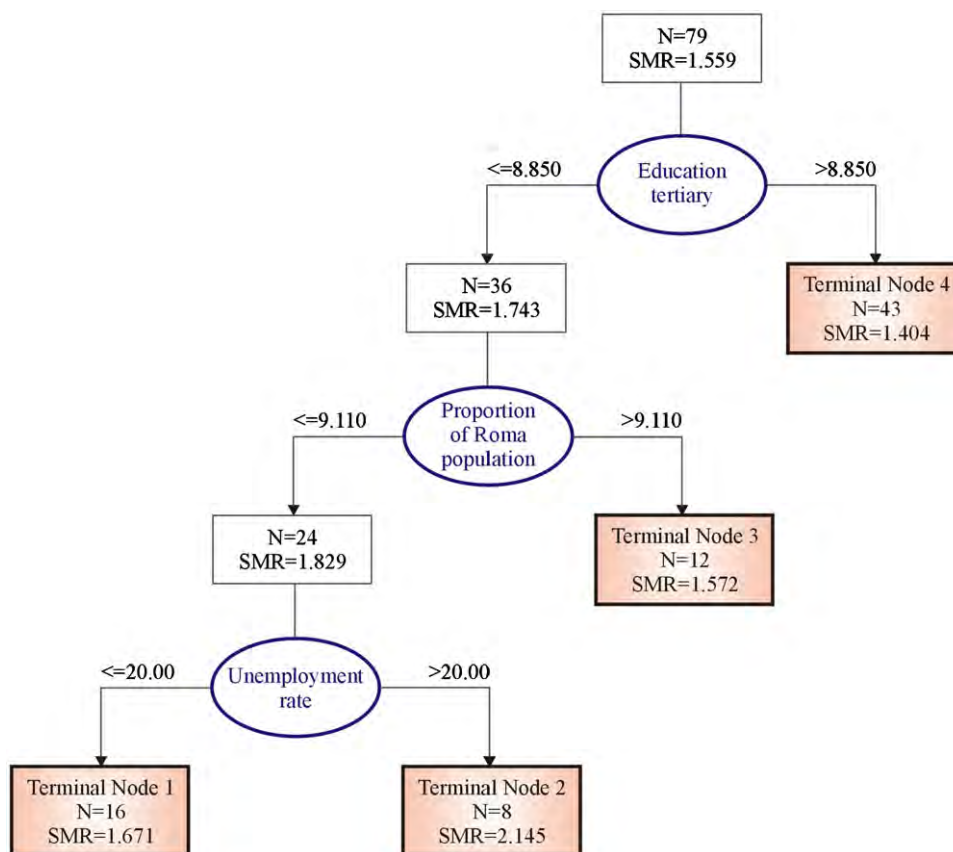 N=79
SMR=1.559
<=8.850
Education
tertiary
>8.850
N=36
SMR=1.743
Terminal Node 4
N=43
SMR=1.404
<=9.110
Proportion
of Roma
population
>9.110
N=24
SMR=1.829
Terminal Node 3
N=12
SMR=1.572
<=20.00
Unemployment
rate
>20.00
Terminal Node 1
N=16
SMR=1.671
Terminal Node 2
N=8
SMR=2.145